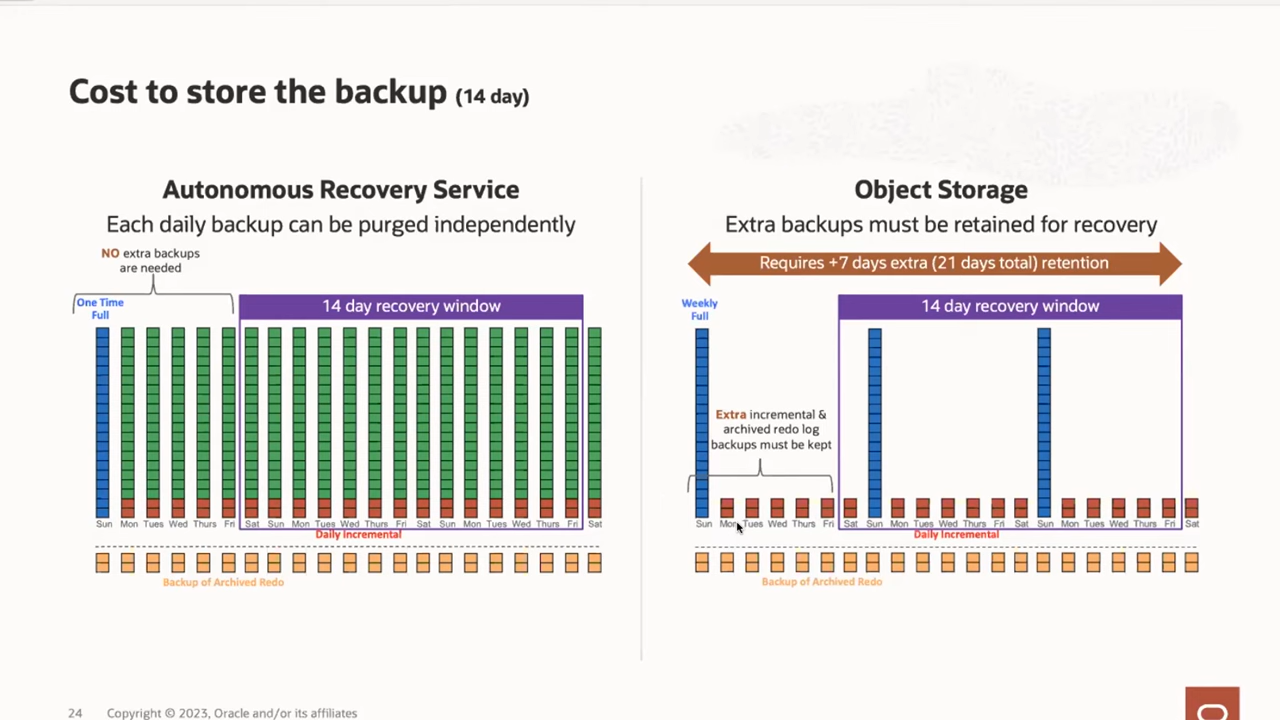 Cost to store the backup (14 day)
Autonomous Recovery Service
Each daily backup can be purged independently
NO extra backups
are needed
One Time
Full
14 day recovery window
Sun Mon Tues Wed Thurs Fri Sat Sun Mon Tues Wed Thurs Fri Sat Sun Mon Tues Wed Thurs Fri Sat
Daily Incremental
Backup of Archived Redo
Object Storage
Extra backups must be retained for recovery
Requires +7 days extra (21 days total) retention
Weekly
Full
14 day recovery window
Extra incremental &
archived redo log
backups must be kept
Sun Mon Tues Wed Thurs Fri Sat Sun Mon Tues Wed Thurs Fri Sat Sun Mon Tues Wed Thurs Fri Sat
Daily Incremental
Backup of Archived Redo
24 Copyright © 2023, Oracle and/or its affiliates